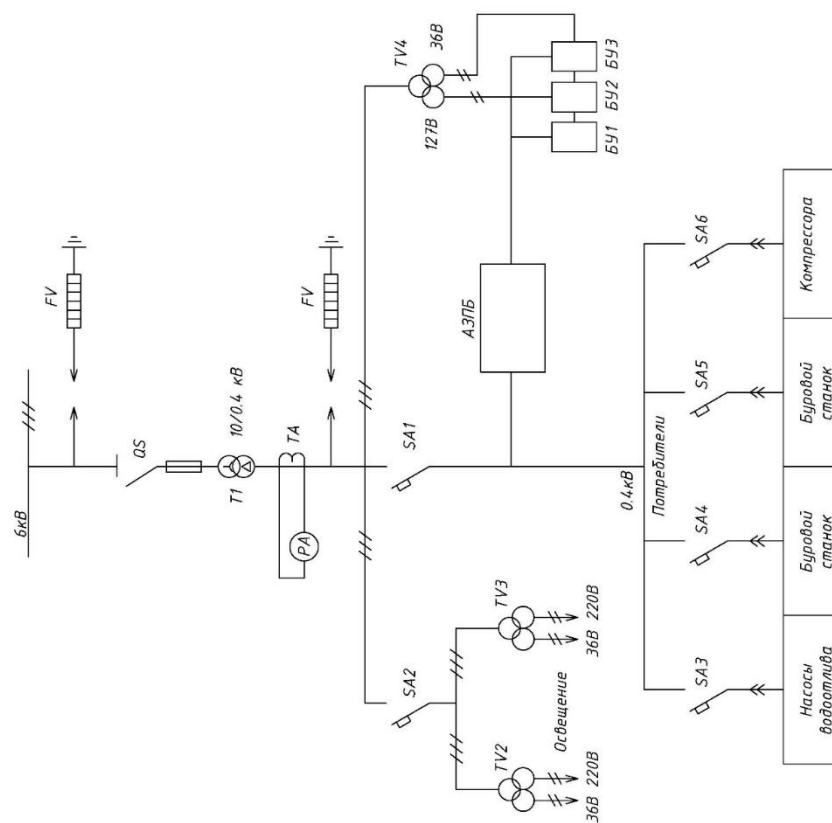 6кВ
FV
QS
T1
10/0.4 кВ
TA
PA
FV
TV4
36В
127В
БУ1
БУ2
БУ3
АЗПБ
SA1
SA2
TV2
TV3
36В
220В
36В
220В
Освещение
0.4кВ
Потребители
SA3
SA4
SA5
SA6
Насосы
водоотлива
Буровой
станок
Буровой
станок
Компрессора